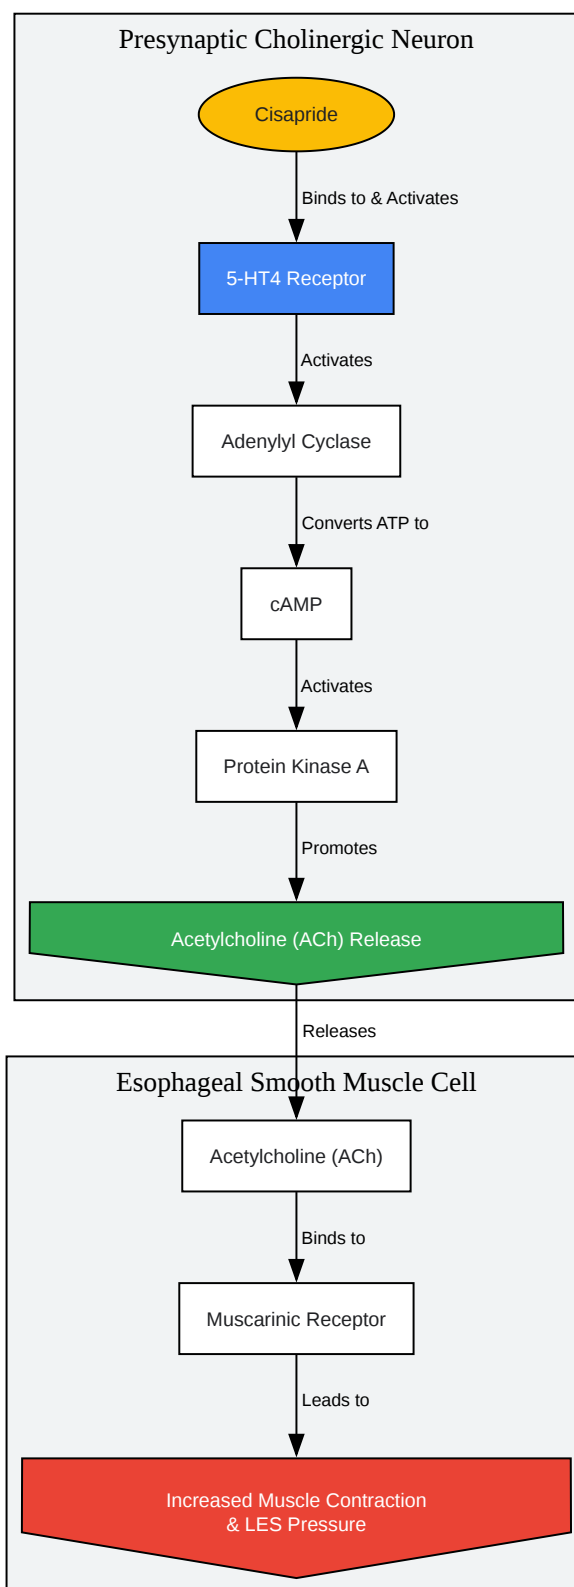 Presynaptic Cholinergic Neuron
Cisapride
Binds to & Activates
5-HT4 Receptor
Activates
Adenylyl Cyclase
Converts ATP to
cAMP
Activates
Protein Kinase A
Promotes
Acetylcholine (ACh) Release
Releases
Esophageal Smooth Muscle Cell
Acetylcholine (ACh)
Binds to
Muscarinic Receptor
Leads to
Increased Muscle Contraction
& LES Pressure